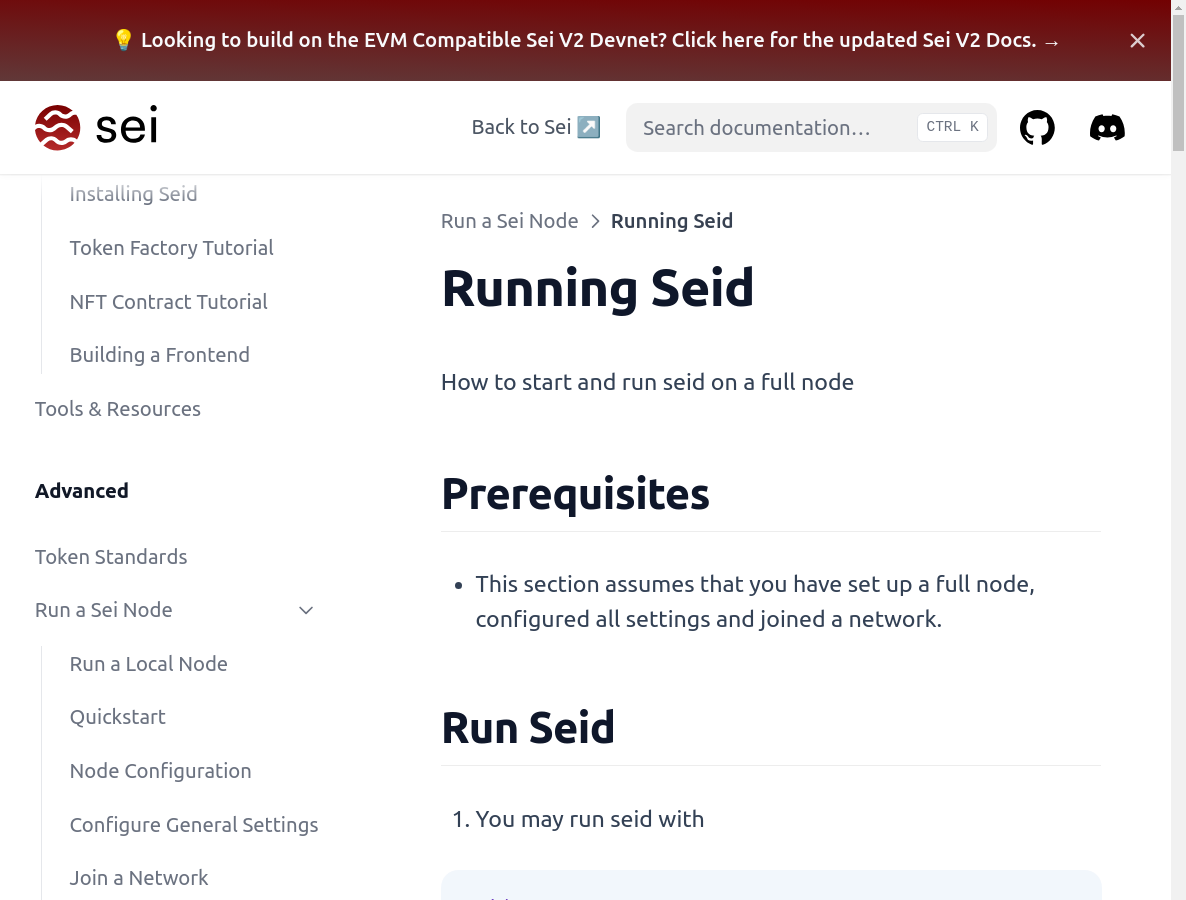 💡 Looking to build on the EVM Compatible Sei V2 Devnet? Click here for the updated Sei V2 Docs. →
sei
Back to Sei ↗️
Search documentation…
CTRL K
Installing Seid
Token Factory Tutorial
NFT Contract Tutorial
Building a Frontend
Tools & Resources
Advanced
Token Standards
Run a Sei Node
Run a Local Node
Quickstart
Node Configuration
Configure General Settings
Join a Network
Run a Sei Node > Running Seid
Running Seid
How to start and run seid on a full node
Prerequisites
• This section assumes that you have set up a full node,
configured all settings and joined a network.
Run Seid
1. You may run seid with